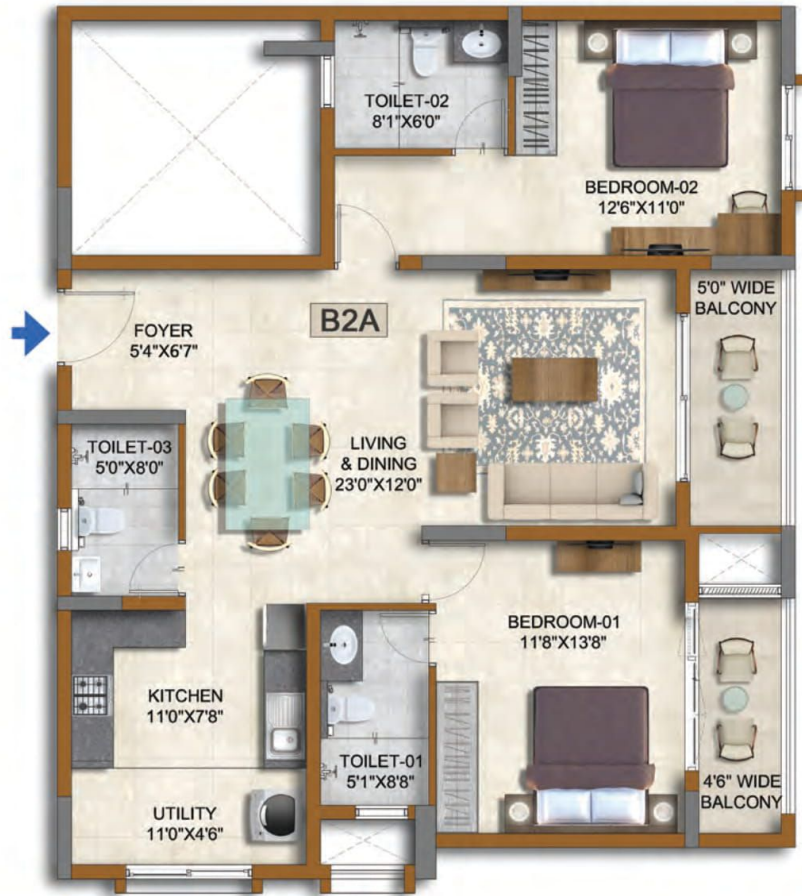 TOILET-02
8'1"X6'0"
BEDROOM-02
12'6"X11'0"
5'0" WIDE
BALCONY
B2A
FOYER
5'4"X6'7"
TOILET-03
5'0"X8'0"
LIVING
& DINING
23'0"X12'0"
BEDROOM-01
11'8"X13'8"
KITCHEN
11'0"X7'8"
TOILET-01
5'1"X8'8"
4'6" WIDE
BALCONY
UTILITY
11'0"X4'6"